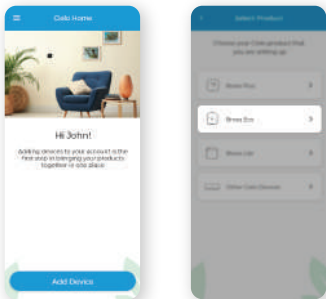 Cielo Home
Hi John!
Adding devices to your account is the
first step in bringing your products
together in one place
Add Device
Select Product
Choose your Cielo product that
you are setting up
Breez Plus
Breez Eco
Breez Lite
Other Cielo Devices